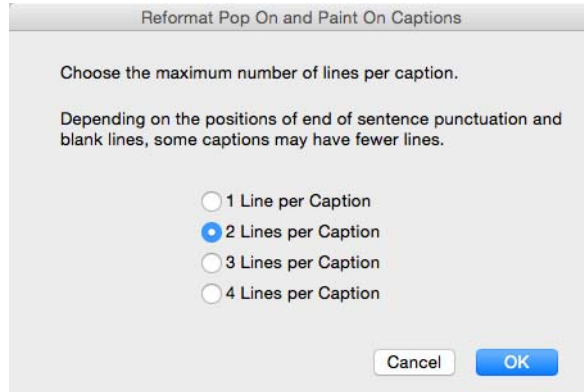 Reformat Pop On and Paint On Captions
Choose the maximum number of lines per caption.
Depending on the positions of end of sentence punctuation and
blank lines, some captions may have fewer lines.
1 Line per Caption
2 Lines per Caption
3 Lines per Caption
4 Lines per Caption
Cancel OK